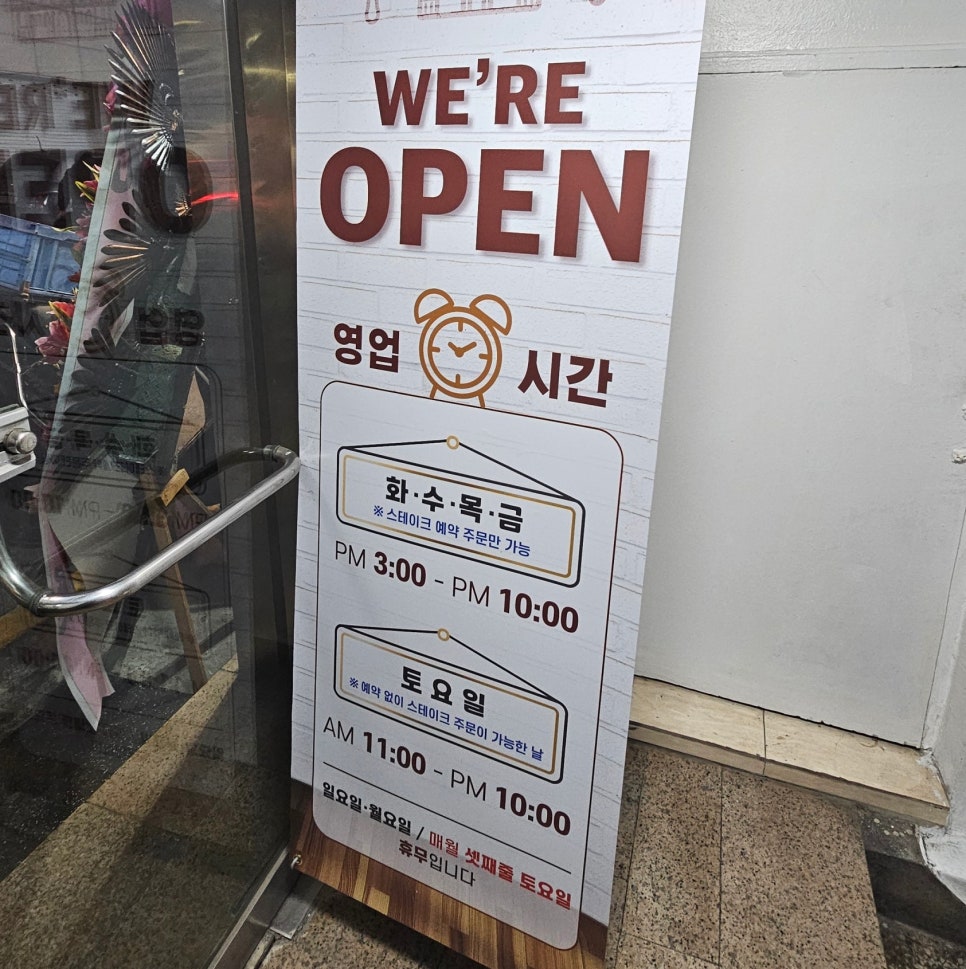 WE'RE
OPEN
영업 시간
화·수·목·금
※ 스테이크 예약 주문만 가능
PM 3:00 - PM 10:00
토요일
※ 예약 없이 스테이크 주문이 가능한 날
AM 11:00 - PM 10:00
일요일·월요일 / 매월 셋째줄 토요일
휴무입니다